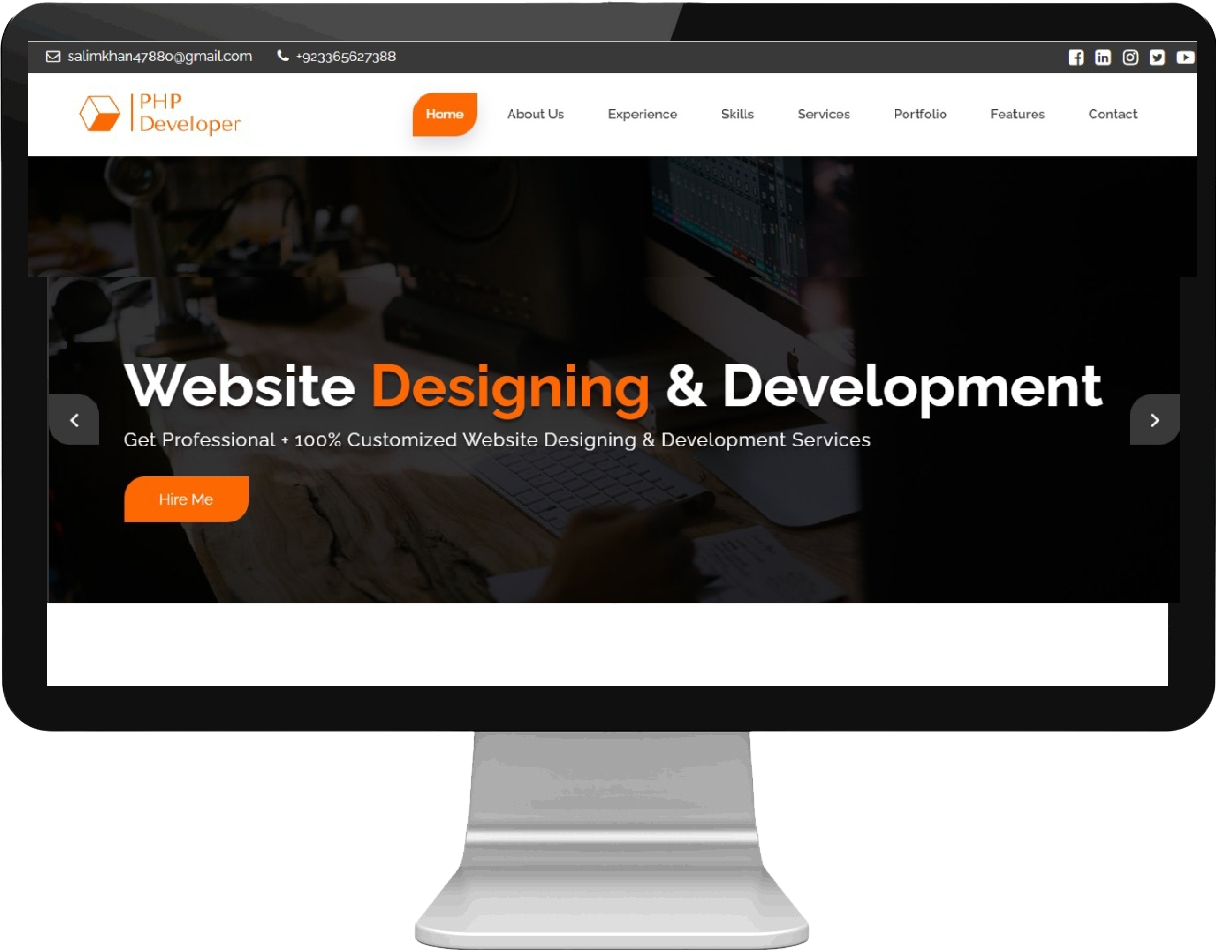 salimkhan47880@gmail.com +923365627388
PHP
Developer
Home About Us Experience Skills Services Portfolio Features Contact
Website Designing & Development
Get Professional + 100% Customized Website Designing & Development Services
Hire Me